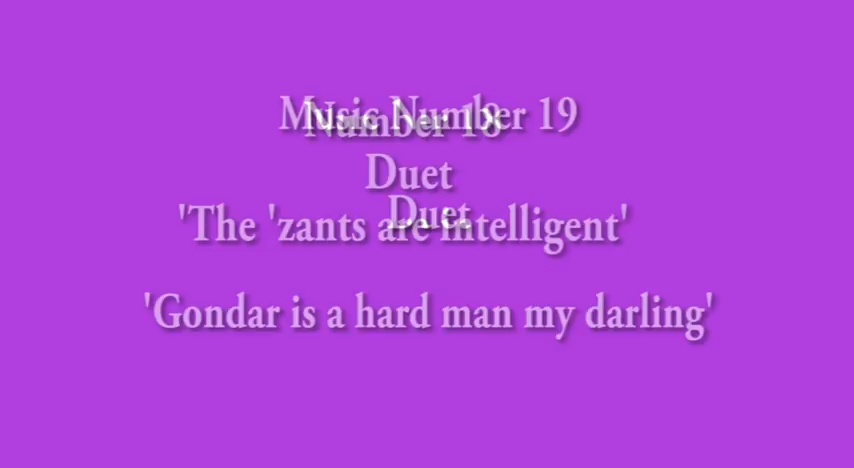 Music Number 19
Number 18
Duet
Duet
'The 'zants are intelligent'
'Gondar is a hard man my darling'